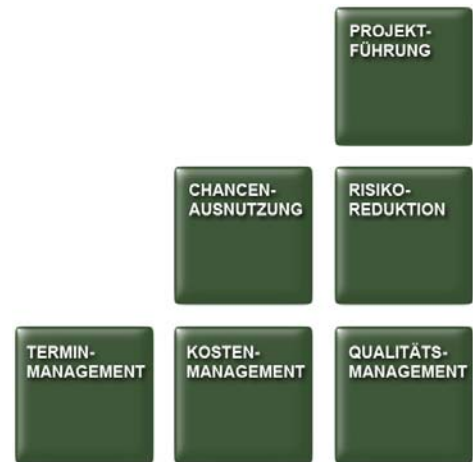 PROJEKT-
FÜHRUNG
CHANCEN-
AUSNUTZUNG
RISIKO-
REDUKTION
TERMIN-
MANAGEMENT
KOSTEN-
MANAGEMENT
QUALITÄTS-
MANAGEMENT